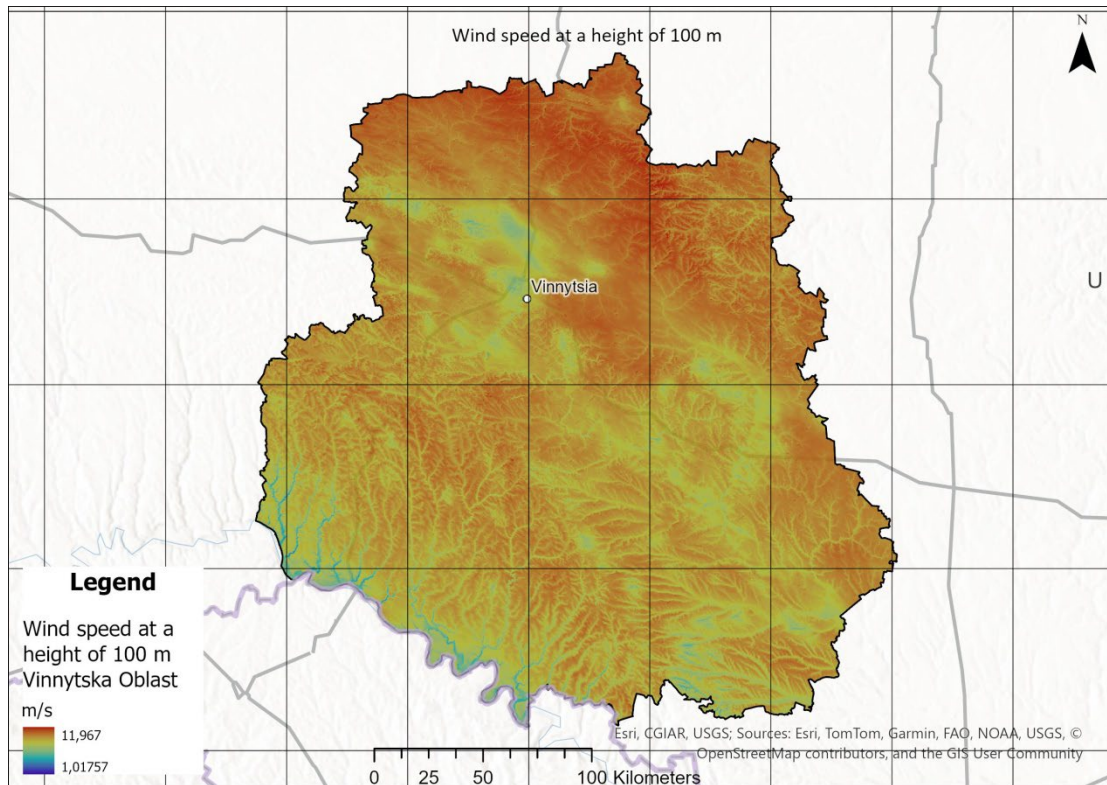 Wind speed at a height of 100 m
N
Vinnytsia
U
Legend
Wind speed at a
height of 100 m
Vinnytska Oblast
m/s
11,967
1,01757
0 25 50 100 Kilometers
Esri, CGIAR, USGS; Sources: Esri, TomTom, Garmin, FAO, NOAA, USGS, ©
OpenStreetMap contributors, and the GIS User Community